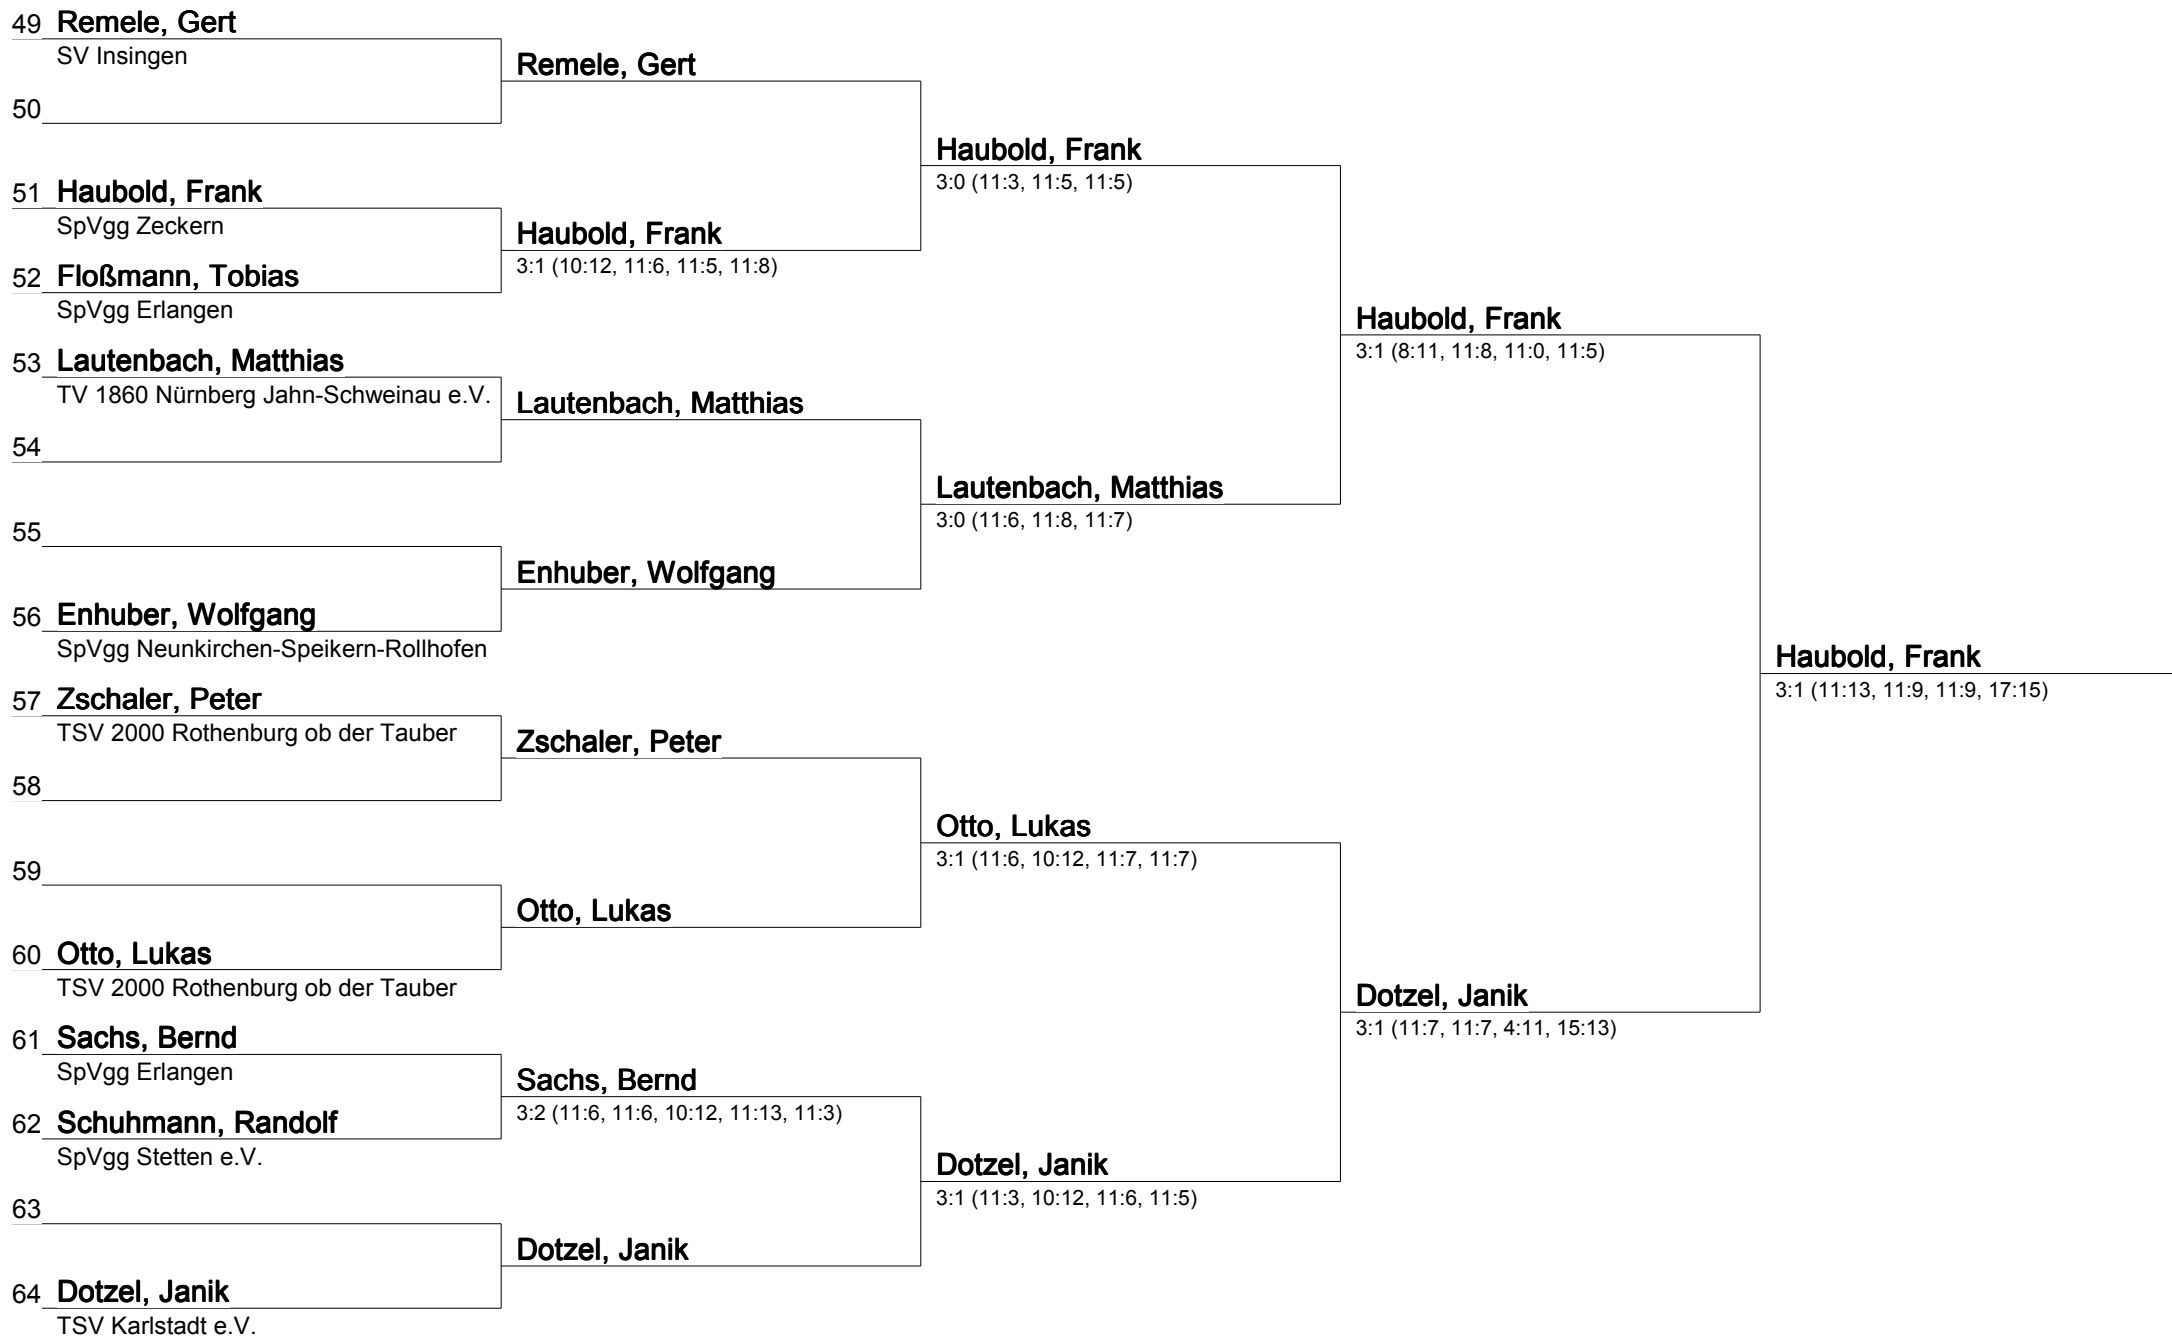 49 Remele, Gert
SV Insingen
Remele, Gert
50
Haubold, Frank
3:0 (11:3, 11:5, 11:5)
51 Haubold, Frank
SpVgg Zeckern
Haubold, Frank
3:1 (10:12, 11:6, 11:5, 11:8)
52 Floßmann, Tobias
SpVgg Erlangen
Haubold, Frank
3:1 (8:11, 11:8, 11:0, 11:5)
53 Lautenbach, Matthias
TV 1860 Nürnberg Jahn-Schweinau e.V.
Lautenbach, Matthias
54
Lautenbach, Matthias
3:0 (11:6, 11:8, 11:7)
55
Enhuber, Wolfgang
56 Enhuber, Wolfgang
SpVgg Neunkirchen-Speikern-Rollhofen
Haubold, Frank
3:1 (11:13, 11:9, 11:9, 17:15)
57 Zschaler, Peter
TSV 2000 Rothenburg ob der Tauber
Zschaler, Peter
58
Otto, Lukas
3:1 (11:6, 10:12, 11:7, 11:7)
59
Otto, Lukas
60 Otto, Lukas
TSV 2000 Rothenburg ob der Tauber
Dotzel, Janik
3:1 (11:7, 11:7, 4:11, 15:13)
61 Sachs, Bernd
SpVgg Erlangen
Sachs, Bernd
3:2 (11:6, 11:6, 10:12, 11:13, 11:3)
62 Schuhmann, Randolf
SpVgg Stetten e.V.
Dotzel, Janik
3:1 (11:3, 10:12, 11:6, 11:5)
63
Dotzel, Janik
64 Dotzel, Janik
TSV Karlstadt e.V.